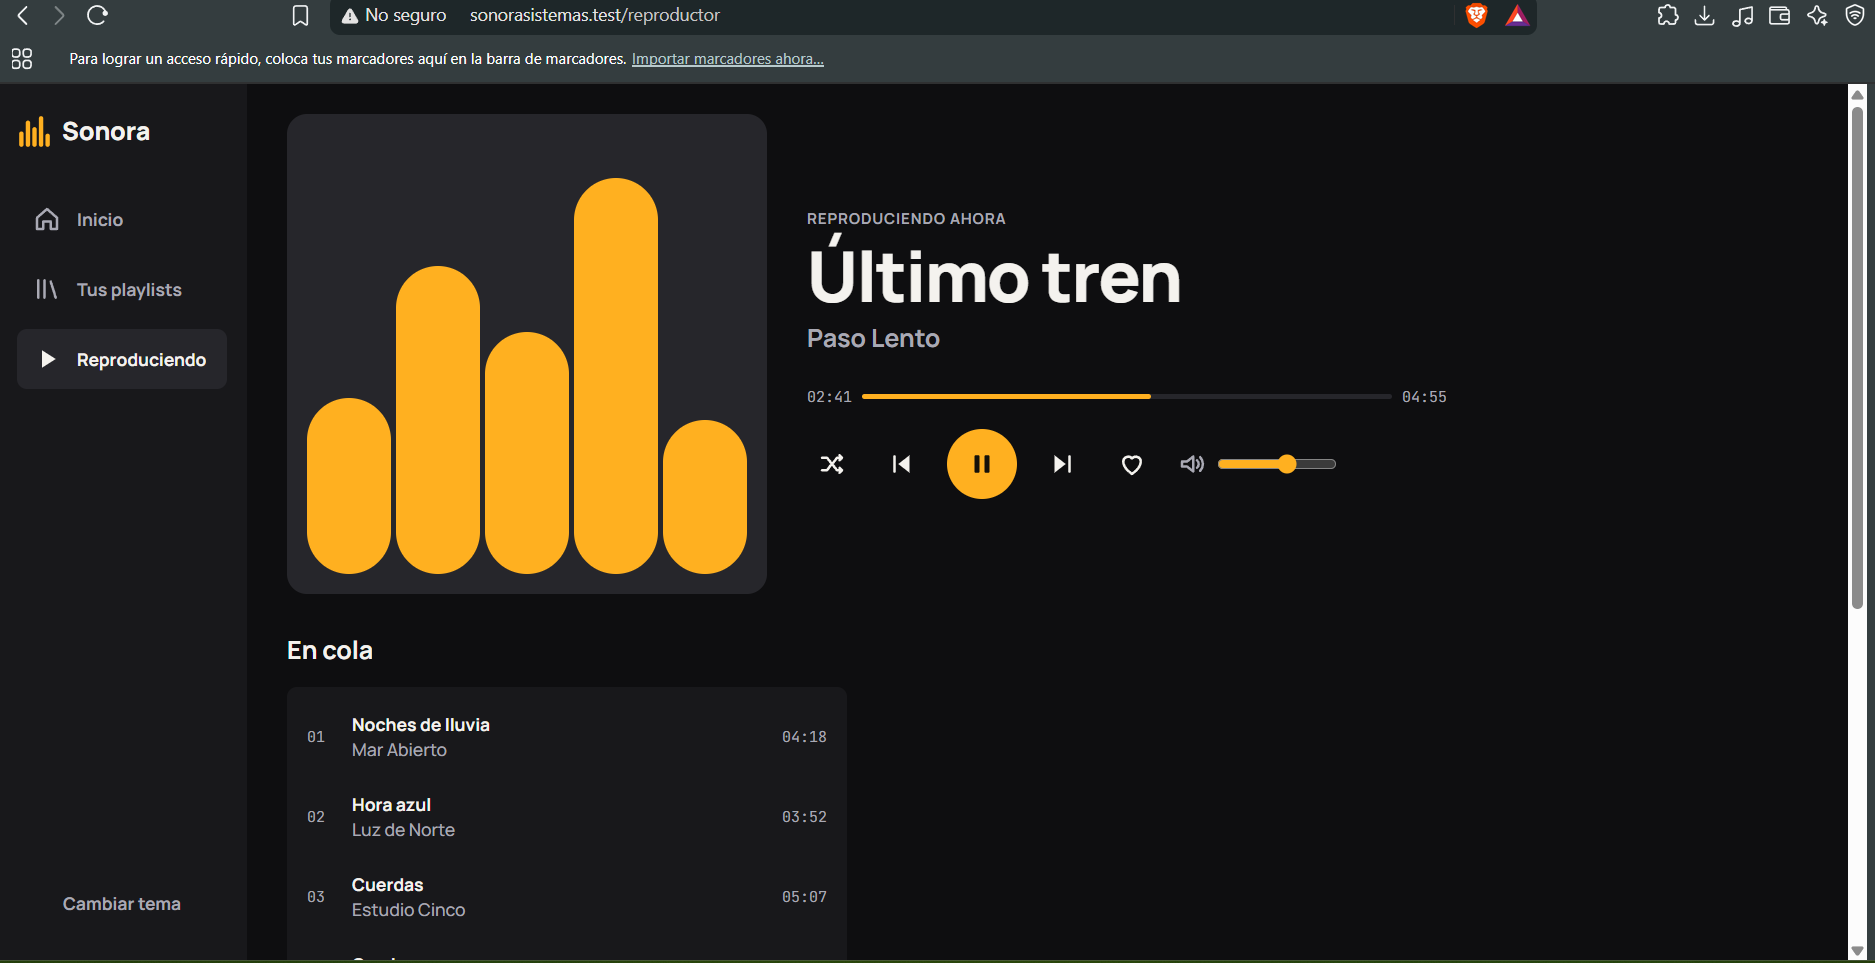 No seguro
sonorasistemas.test/reproductor
Para lograr un acceso rápido, coloca tus marcadores aquí en la barra de marcadores. Importar marcadores ahora...
Sonora
Inicio
Tus playlists
Reproduciendo
Cambiar tema
REPRODUCIENDO AHORA
Último tren
Paso Lento
02:41
04:55
En cola
01
Noches de lluvia
Mar Abierto
04:18
02
Hora azul
Luz de Norte
03:52
03
Cuerdas
Estudio Cinco
05:07